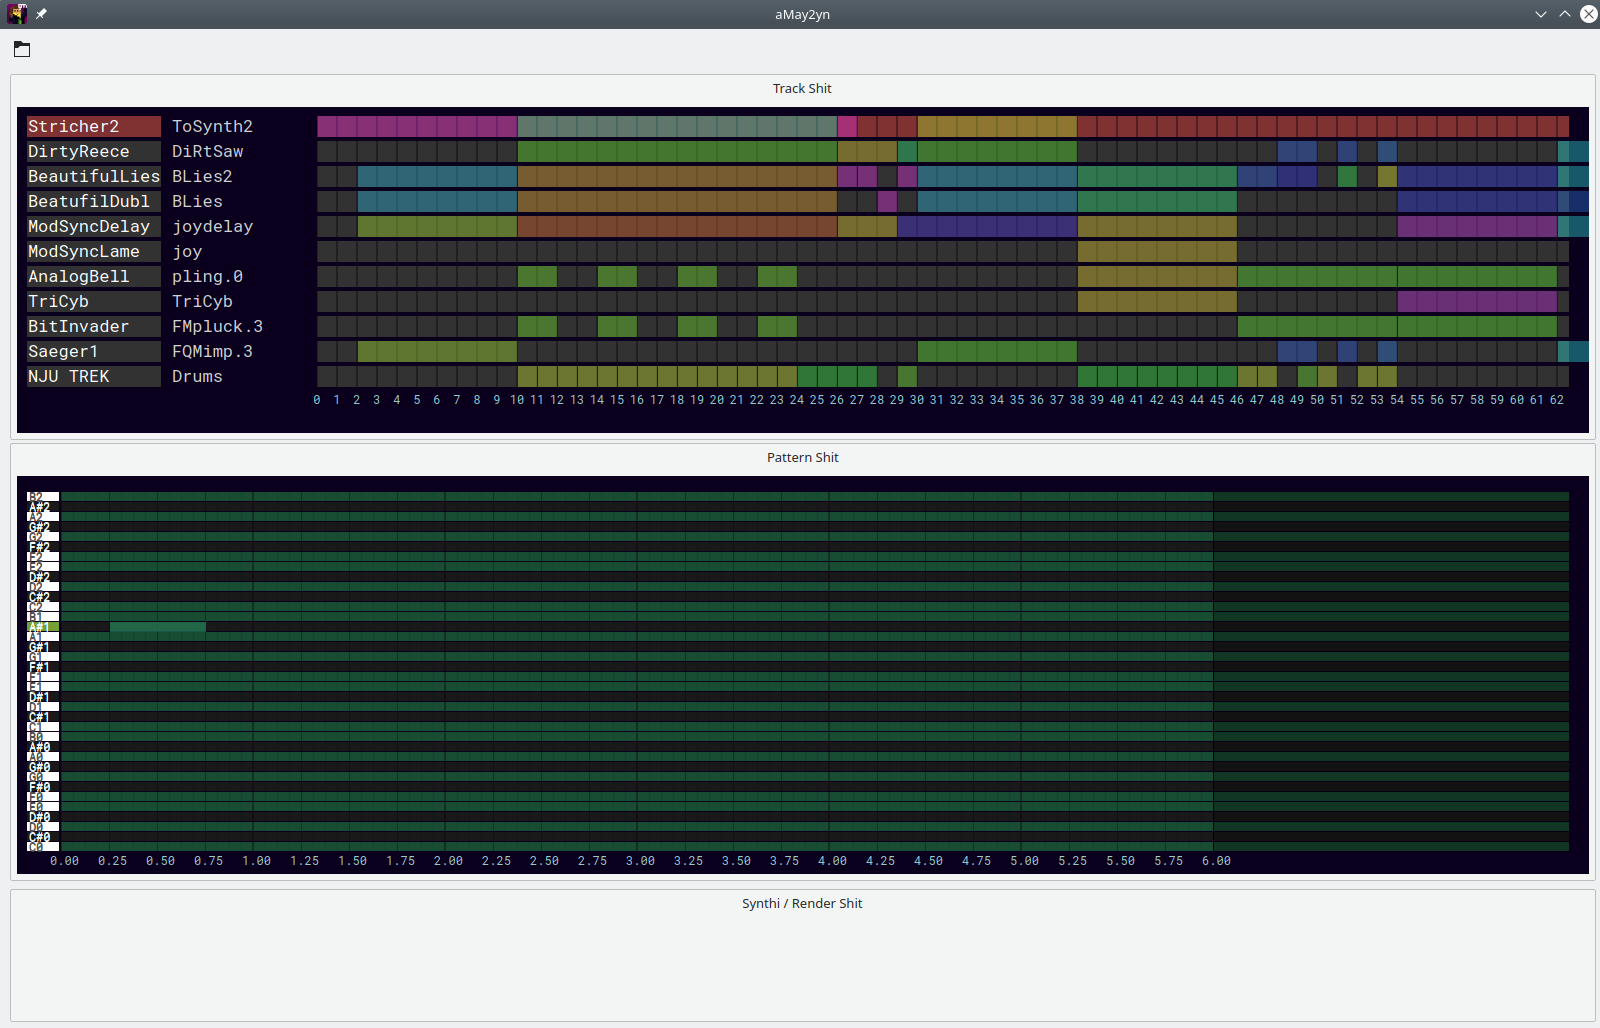 aMay2yn
Track Shit
Stricher2 ToSynth2
DirtyReece DiRtSaw
BeautifulLies BLies2
BeatufilDubl BLies
ModSyncDelay joydelay
ModSyncLame joy
AnalogBell pling.0
TriCyb TriCyb
BitInvader FMpluck.3
Saeger1 FQMimp.3
NJU TREK Drums
0 1 2 3 4 5 6 7 8 9 10 11 12 13 14 15 16 17 18 19 20 21 22 23 24 25 26 27 28 29 30 31 32 33 34 35 36 37 38 39 40 41 42 43 44 45 46 47 48 49 50 51 52 53 54 55 56 57 58 59 60 61 62
Pattern Shit
B2
A#2
A2
G#2
G2
F#2
F2
E2
D#2
D2
C#2
C2
B1
A#1
A1
G#1
G1
F#1
F1
E1
D#1
D1
C#1
C1
B0
A#0
A0
G#0
G0
F#0
F0
E0
D#0
D0
C#0
C0
0.00 0.25 0.50 0.75 1.00 1.25 1.50 1.75 2.00 2.25 2.50 2.75 3.00 3.25 3.50 3.75 4.00 4.25 4.50 4.75 5.00 5.25 5.50 5.75 6.00
Synthi / Render Shit